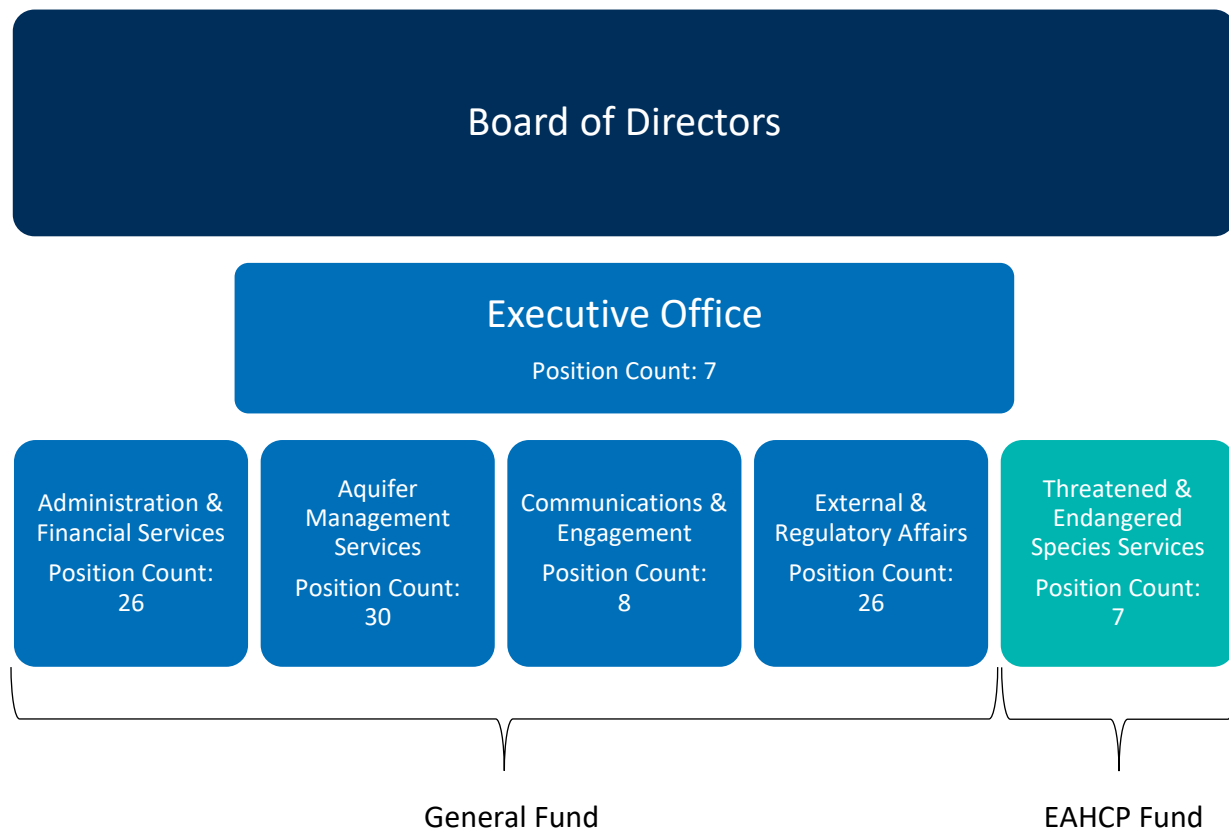 Board of Directors
Executive Office
Position Count: 7
Administration &
Financial Services
Position Count:
26
Aquifer
Management
Services
Position Count:
30
Communications &
Engagement
Position Count:
8
External &
Regulatory Affairs
Position Count:
26
Threatened &
Endangered
Species Services
Position Count:
7
General Fund
EAHCP Fund